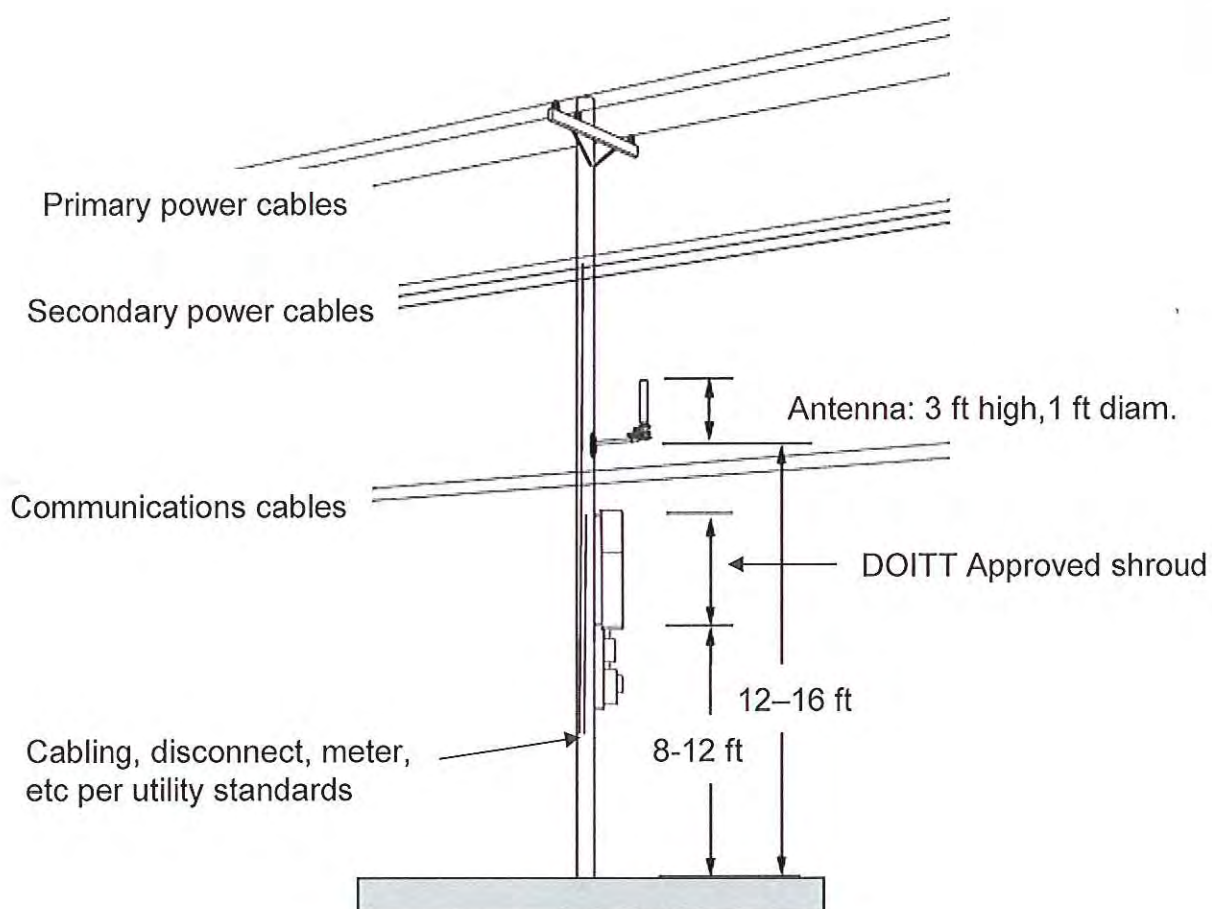 Primary power cables
Secondary power cables
Antenna: 3 ft high,1 ft diam.
Communications cables
DOITT Approved shroud
12–16 ft
8-12 ft
Cabling, disconnect, meter,
etc per utility standards